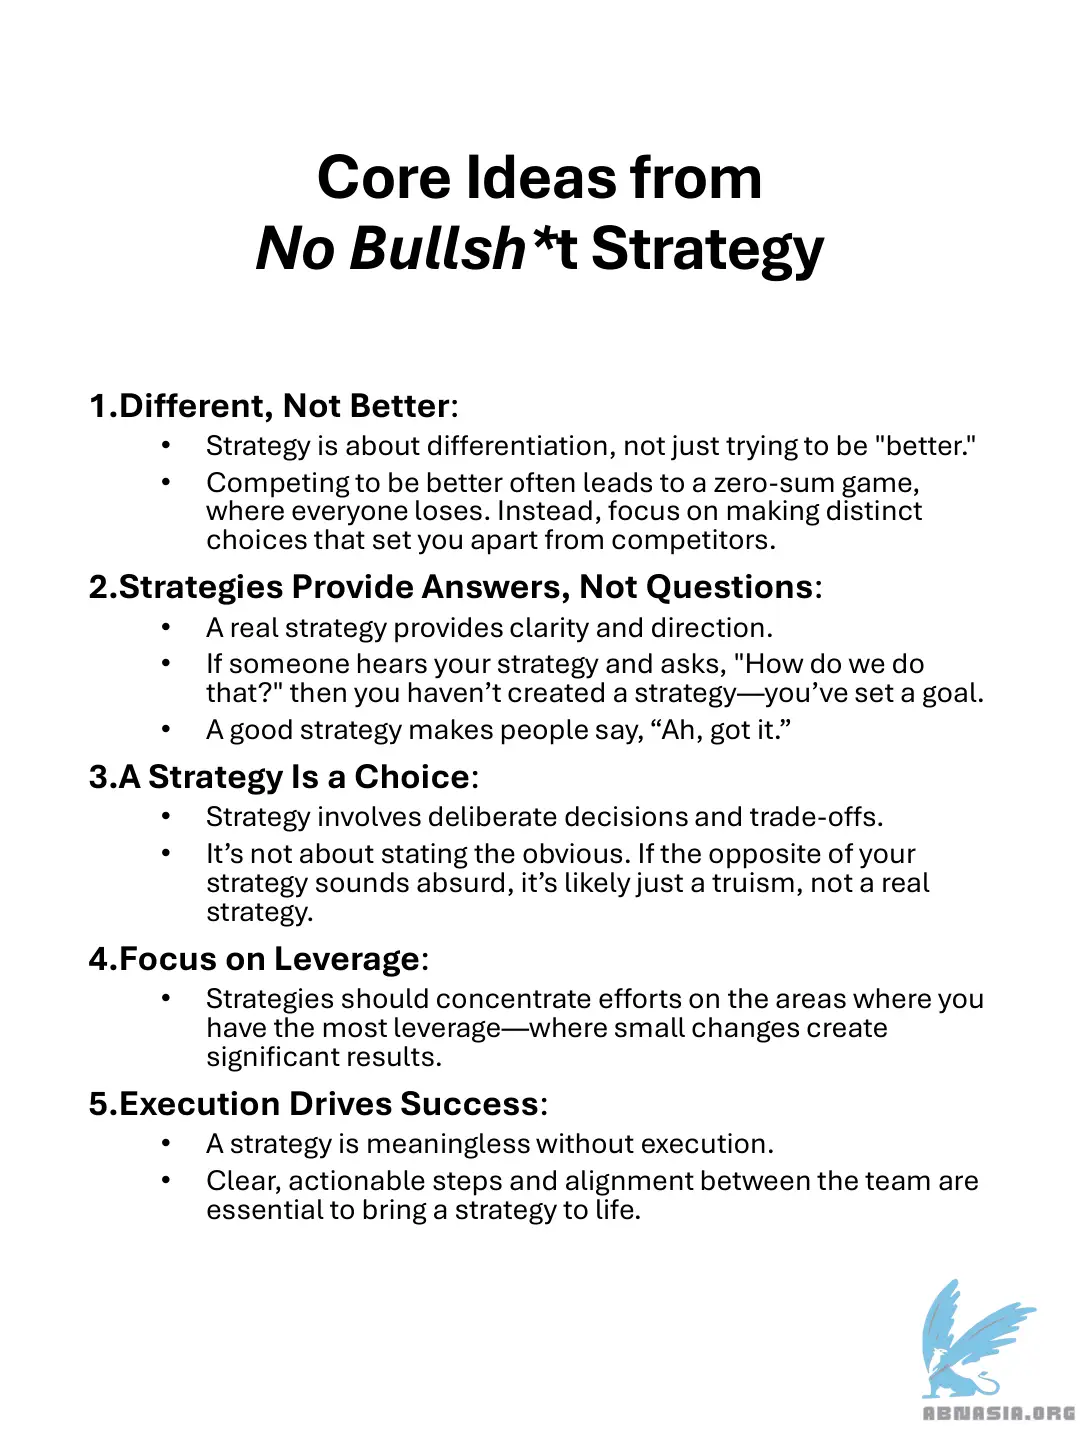 Core Ideas from
No Bullsh*t Strategy
1.Different, Not Better:
• Strategy is about differentiation, not just trying to be "better."
• Competing to be better often leads to a zero-sum game,
where everyone loses. Instead, focus on making distinct
choices that set you apart from competitors.
2.Strategies Provide Answers, Not Questions:
• A real strategy provides clarity and direction.
• If someone hears your strategy and asks, "How do we do
that?" then you haven’t created a strategy—you’ve set a goal.
• A good strategy makes people say, “Ah, got it.”
3.A Strategy Is a Choice:
• Strategy involves deliberate decisions and trade-offs.
• It’s not about stating the obvious. If the opposite of your
strategy sounds absurd, it’s likely just a truism, not a real
strategy.
4.Focus on Leverage:
• Strategies should concentrate efforts on the areas where you
have the most leverage—where small changes create
significant results.
5.Execution Drives Success:
• A strategy is meaningless without execution.
• Clear, actionable steps and alignment between the team are
essential to bring a strategy to life.
ABNASIA.ORG